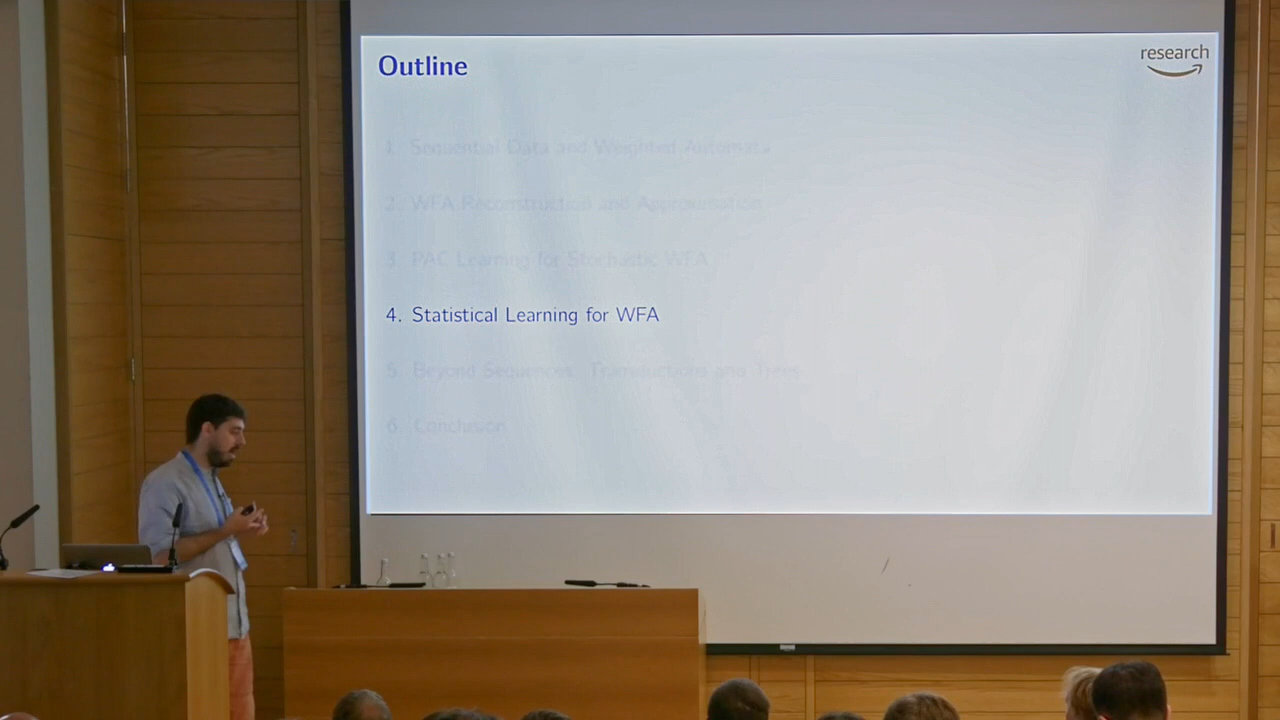 Outline
research
1. Sequential Data and Weighted Automata
2. WFA Reconstruction and Approximation
3. PAC Learning for Stochastic WFA
4. Statistical Learning for WFA
5. Beyond Sequences: Transductions and Trees
6. Conclusion